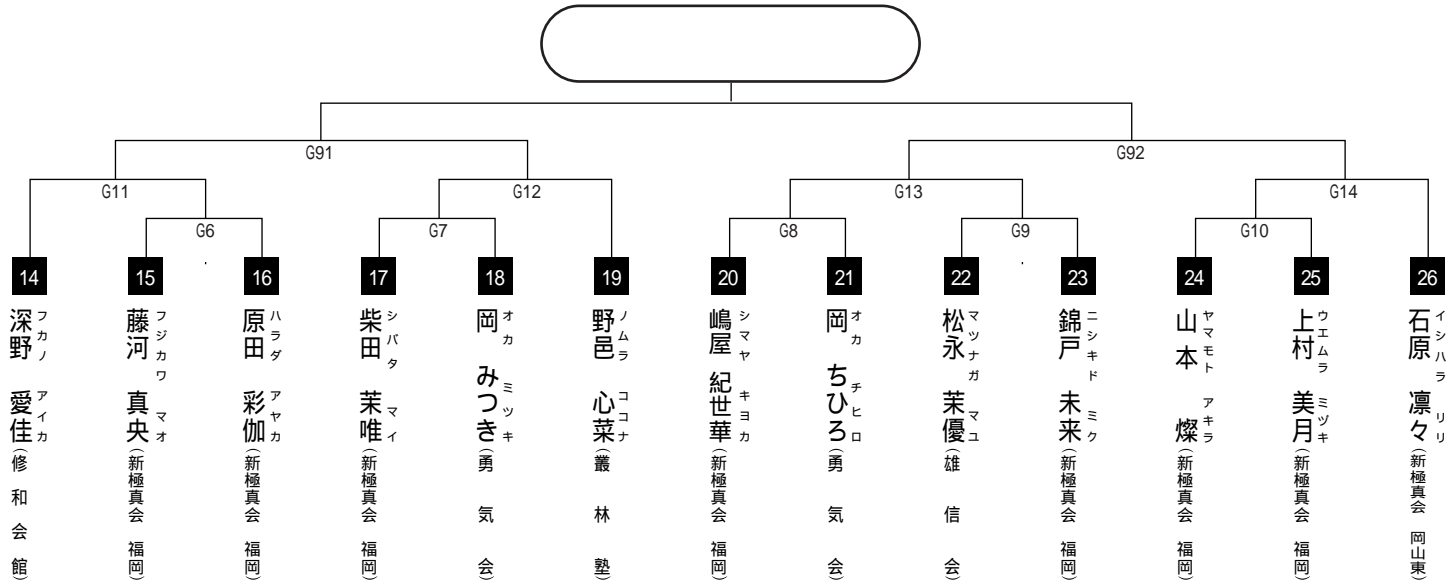 G91
G92
G11
G12
G13
G14
G6
G7
G8
G9
G10
14
フカノ アイカ
深野 愛佳(修和会館)
15
フジカワ マオ
藤河 真央(新極真会 福岡)
16
ハラダ アヤカ
原田 彩伽(新極真会 福岡)
17
シバタ マイ
柴田 茉唯(新極真会 福岡)
18
オカ ミツキ
岡 みつき(勇気会)
19
ノムラ ココナ
野邑 心菜(叢林塾)
20
シマヤ キヨカ
嶋屋 紀世華(新極真会 福岡)
21
オカ チヒロ
岡 ちひろ(勇気会)
22
マツナガ マユ
松永 茉優(雄信会)
23
ニシキド ミク
錦戸 未来(新極真会 福岡)
24
ヤマモト アキラ
山本 燦(新極真会 福岡)
25
ウエムラ ミヅキ
上村 美月(新極真会 福岡)
26
イシハラ リリ
石原 凛々(新極真会 岡山東)